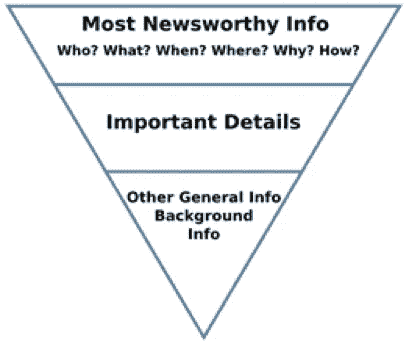 Most Newsworthy Info
Who? What? When? Where? Why? How?
Important Details
Other General Info
Background
Info